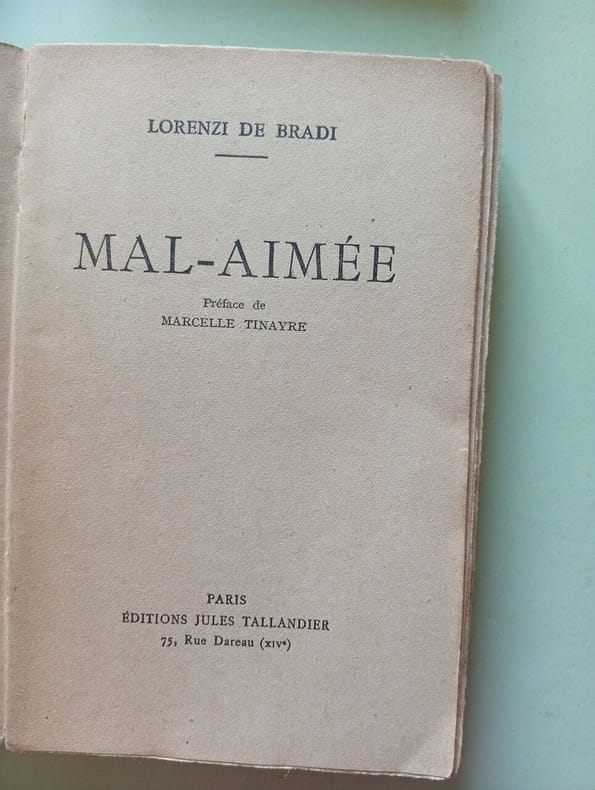 LORENZI DE BRADI
MAL-AIMÉE
Préface de
MARCELLE TINAYRE
PARIS
ÉDITIONS JULES TALLANDIER
75, Rue Dareau (XIVᵉ)